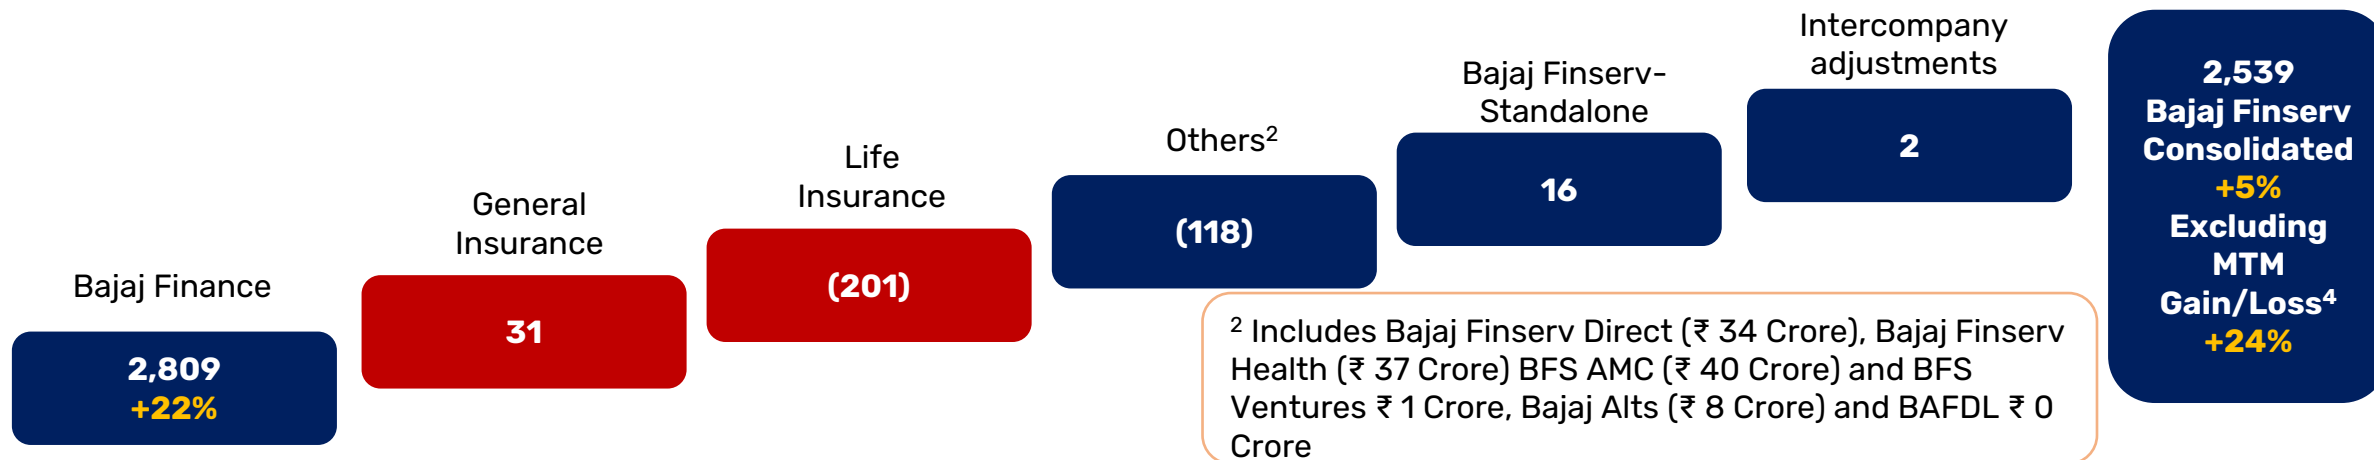 Bajaj Finance
2,809
+22%
General
Insurance
31
Life
Insurance
(201)
Others²
(118)
Bajaj Finserv-
Standalone
16
Intercompany
adjustments
2
2,539
Bajaj Finserv
Consolidated
+5%
Excluding
MTM
Gain/Loss⁴
+24%
² Includes Bajaj Finserv Direct (₹ 34 Crore), Bajaj Finserv
Health (₹ 37 Crore) BFS AMC (₹ 40 Crore) and BFS
Ventures ₹ 1 Crore, Bajaj Alts (₹ 8 Crore) and BAFDL ₹ 0
Crore